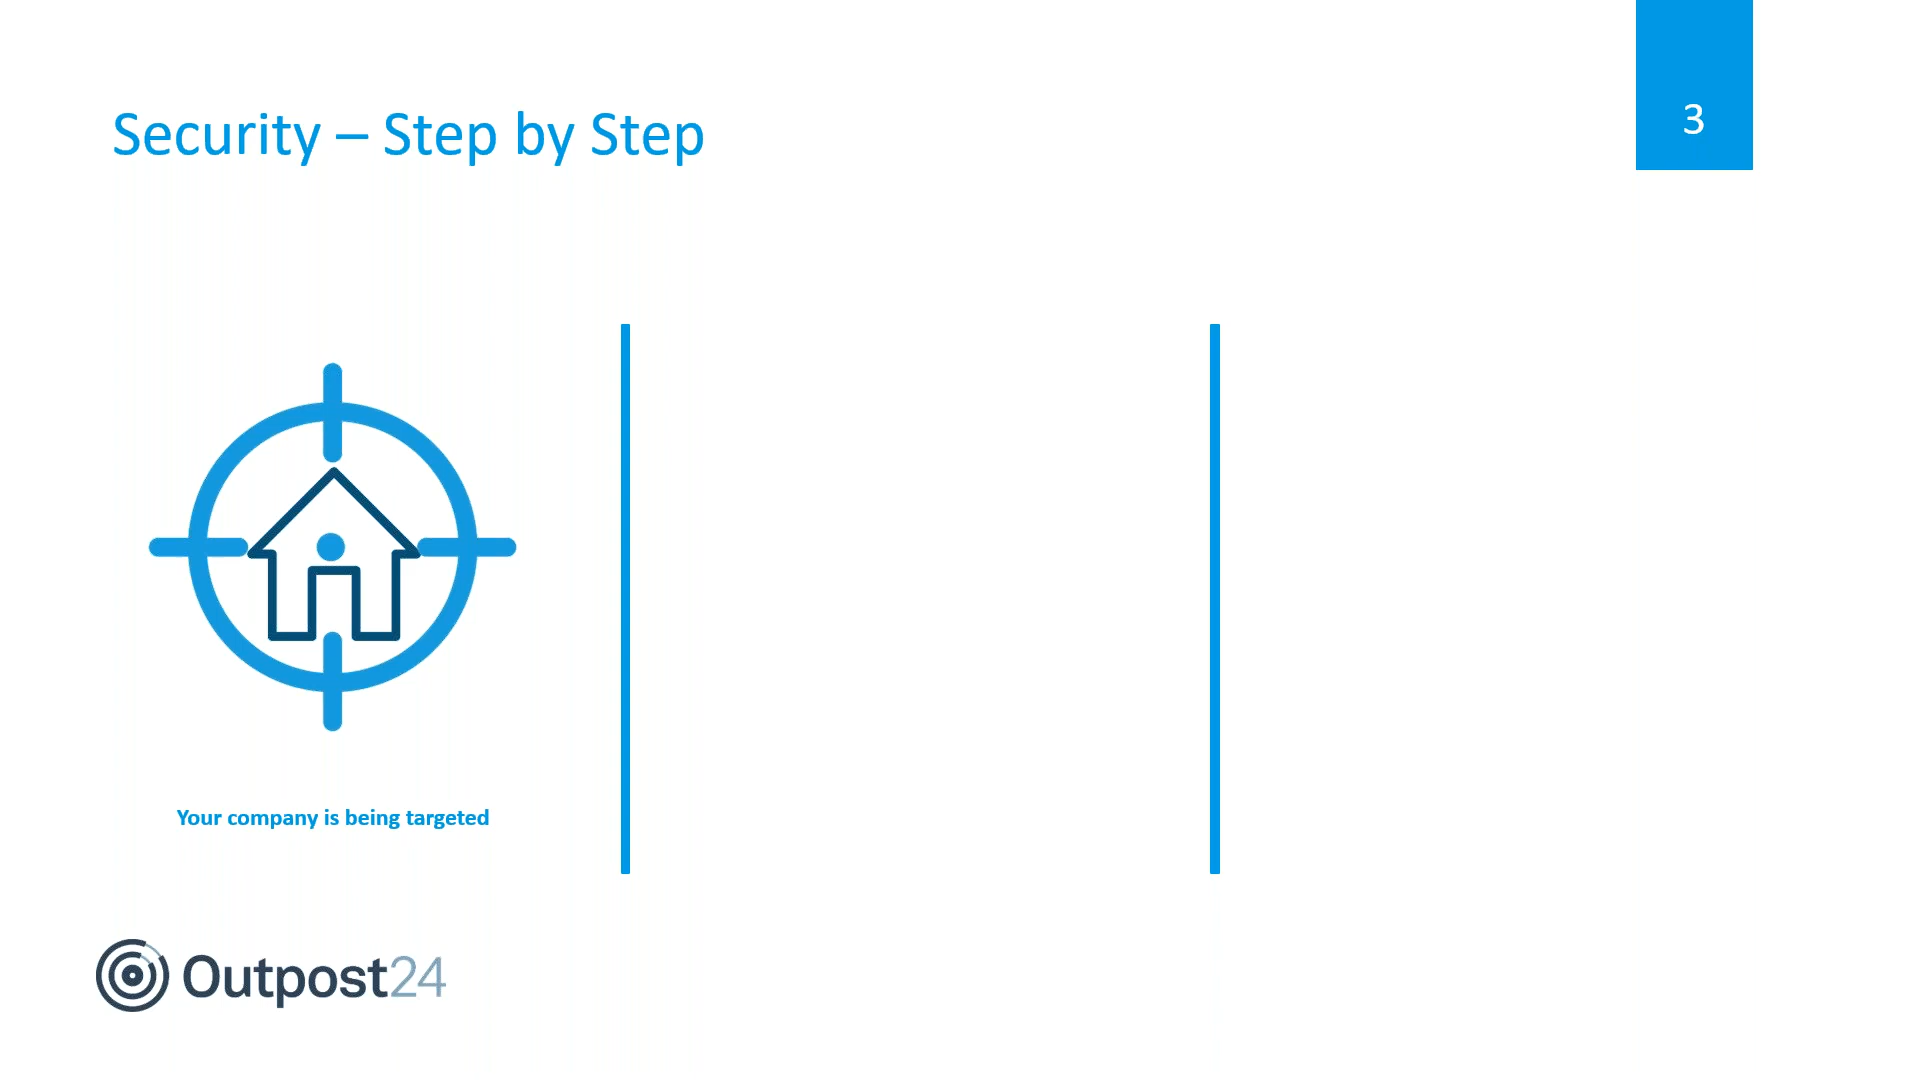 Security – Step by Step
3
Your company is being targeted
Outpost24